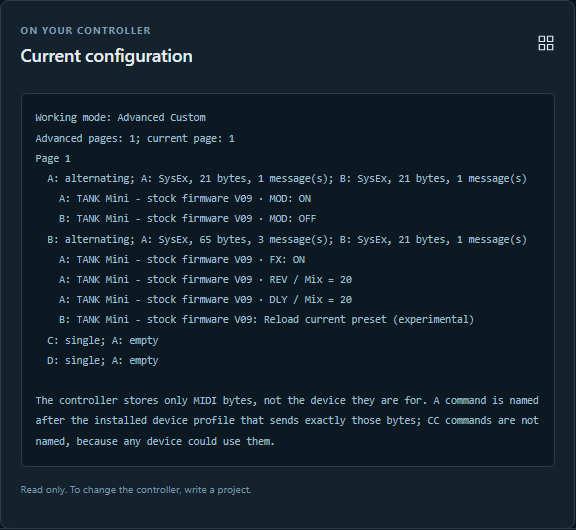 ON YOUR CONTROLLER
Current configuration
Working mode: Advanced Custom
Advanced pages: 1; current page: 1
Page 1
A: alternating; A: SysEx, 21 bytes, 1 message(s); B: SysEx, 21 bytes, 1 message(s)
A: TANK Mini - stock firmware V09 · MOD: ON
B: TANK Mini - stock firmware V09 · MOD: OFF
B: alternating; A: SysEx, 65 bytes, 3 message(s); B: SysEx, 21 bytes, 1 message(s)
A: TANK Mini - stock firmware V09 · FX: ON
A: TANK Mini - stock firmware V09 · REV / Mix = 20
A: TANK Mini - stock firmware V09 · DLY / Mix = 20
B: TANK Mini - stock firmware V09: Reload current preset (experimental)
C: single; A: empty
D: single; A: empty
The controller stores only MIDI bytes, not the device they are for. A command is named
after the installed device profile that sends exactly those bytes; CC commands are not
named, because any device could use them.
Read only. To change the controller, write a project.